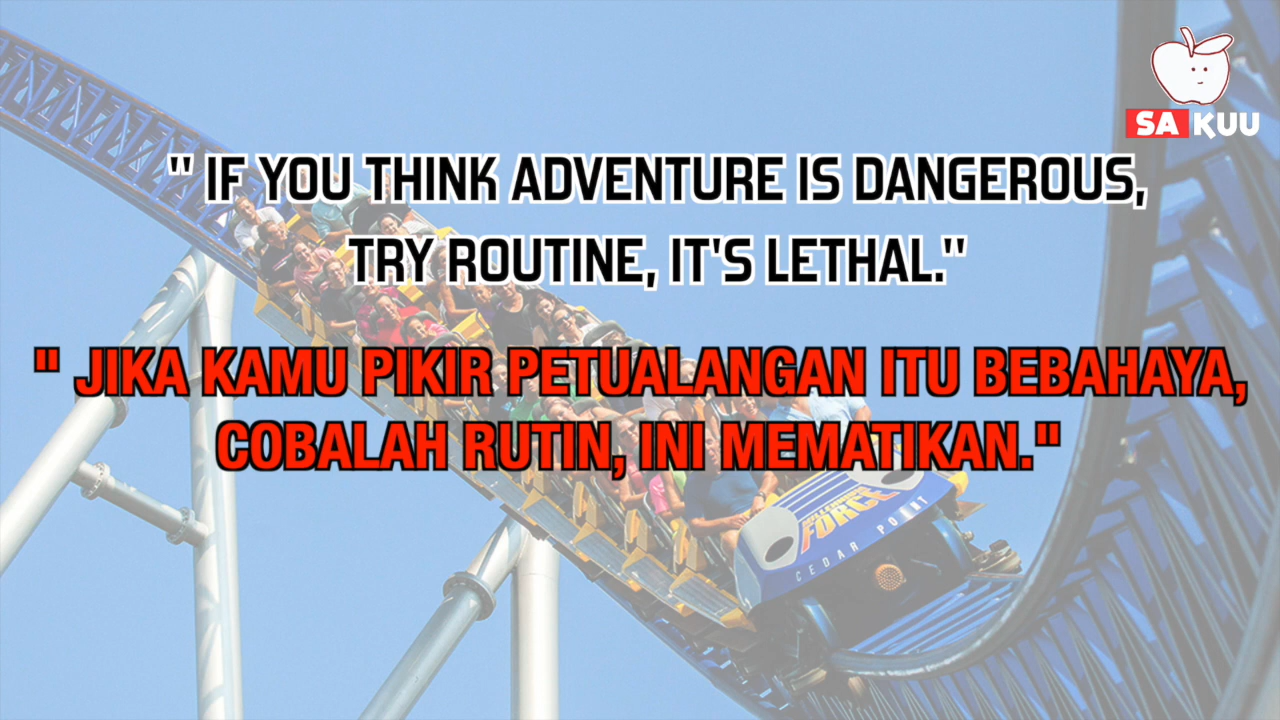 SA KUU
" IF YOU THINK ADVENTURE IS DANGEROUS,
TRY ROUTINE, IT'S LETHAL."
" JIKA KAMU PIKIR PETUALANGAN ITU BEBAHAYA,
COBALAH RUTIN, INI MEMATIKAN."
MILLENNIUM
FORCE
CEDAR POINT